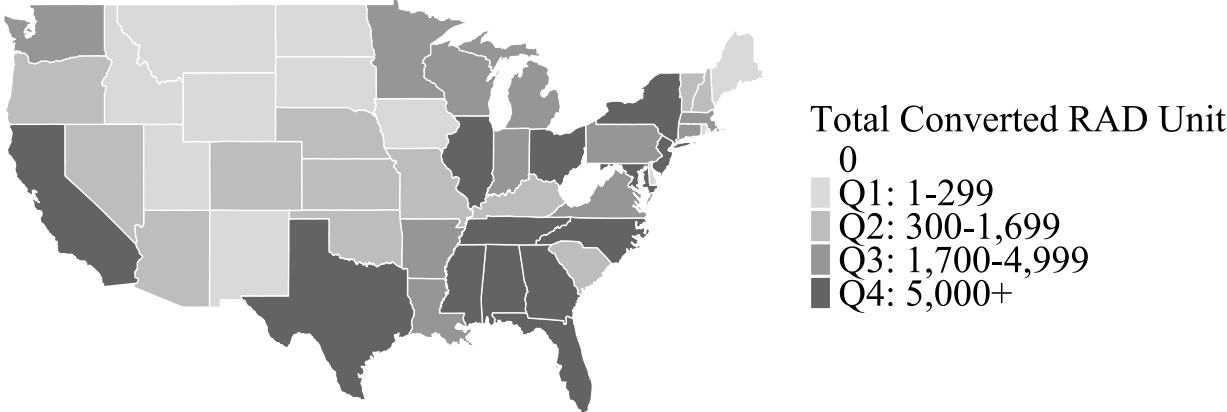 Total Converted RAD Unit
0
Q1: 1-299
Q2: 300-1,699
Q3: 1,700-4,999
Q4: 5,000+